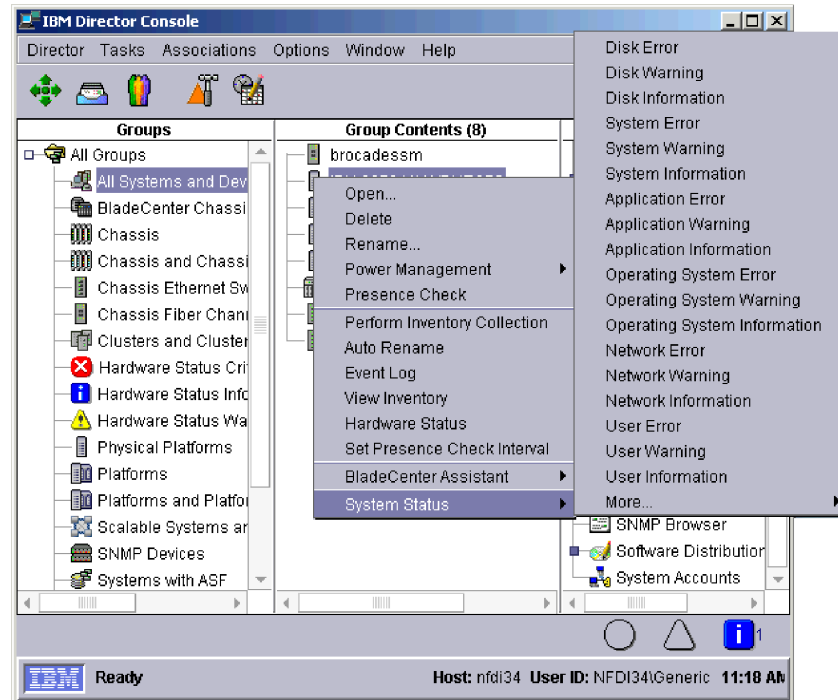 IBM Director Console
Director Tasks Associations Options Window Help
Groups
All Groups
All Systems and Dev
BladeCenter Chassi
Chassis
Chassis and Chassi
Chassis Ethernet Sw
Chassis Fiber Chan
Clusters and Cluster
Hardware Status Cri
Hardware Status Info
Hardware Status Wa
Physical Platforms
Platforms
Platforms and Platfo
Scalable Systems ar
SNMP Devices
Systems with ASF
Group Contents (8)
brocadessm
Open...
Delete
Rename...
Power Management
Presence Check
Perform Inventory Collection
Auto Rename
Event Log
View Inventory
Hardware Status
Set Presence Check Interval
BladeCenter Assistant
System Status
Disk Error
Disk Warning
Disk Information
System Error
System Warning
System Information
Application Error
Application Warning
Application Information
Operating System Error
Operating System Warning
Operating System Information
Network Error
Network Warning
Network Information
User Error
User Warning
User Information
More...
SNMP Browser
Software Distribution
System Accounts
1
IBM Ready Host: nfdi34 User ID: NFDI34\Generic 11:18 AM